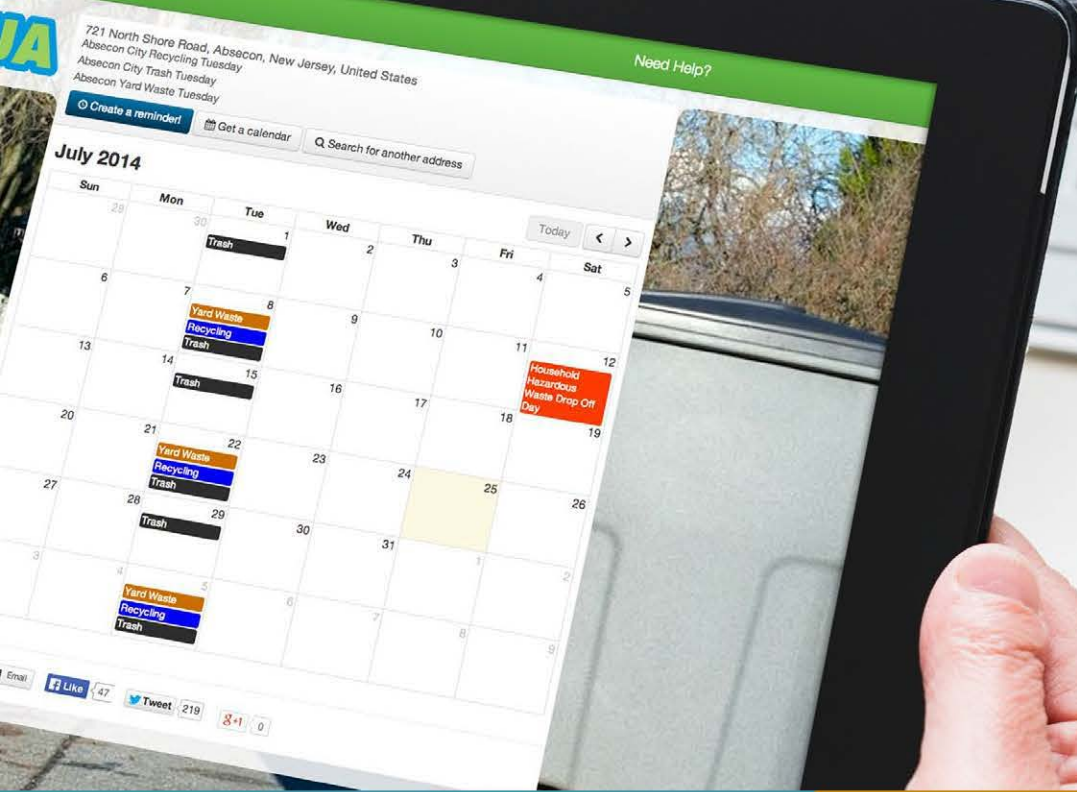 UA
721 North Shore Road, Absecon, New Jersey, United States
Absecon City Recycling Tuesday
Absecon City Trash Tuesday
Absecon Yard Waste Tuesday
Need Help?
Create a reminder!
Get a calendar
Search for another address
July 2014
Today
Sun Mon Tue Wed Thu Fri Sat
29 30 1 2 3 4 5
Trash
6 7 8 9 10 11 12
Yard Waste
Recycling
Trash
Household
Hazardous
Waste Drop Off
Day
13 14 15 16 17 18 19
Trash
20 21 22 23 24 25 26
Yard Waste
Recycling
Trash
27 28 29 30 31 1 2
Trash
3 4 5 6 7 8 9
Yard Waste
Recycling
Trash
Email
Like 47
Tweet 219
g+1 0